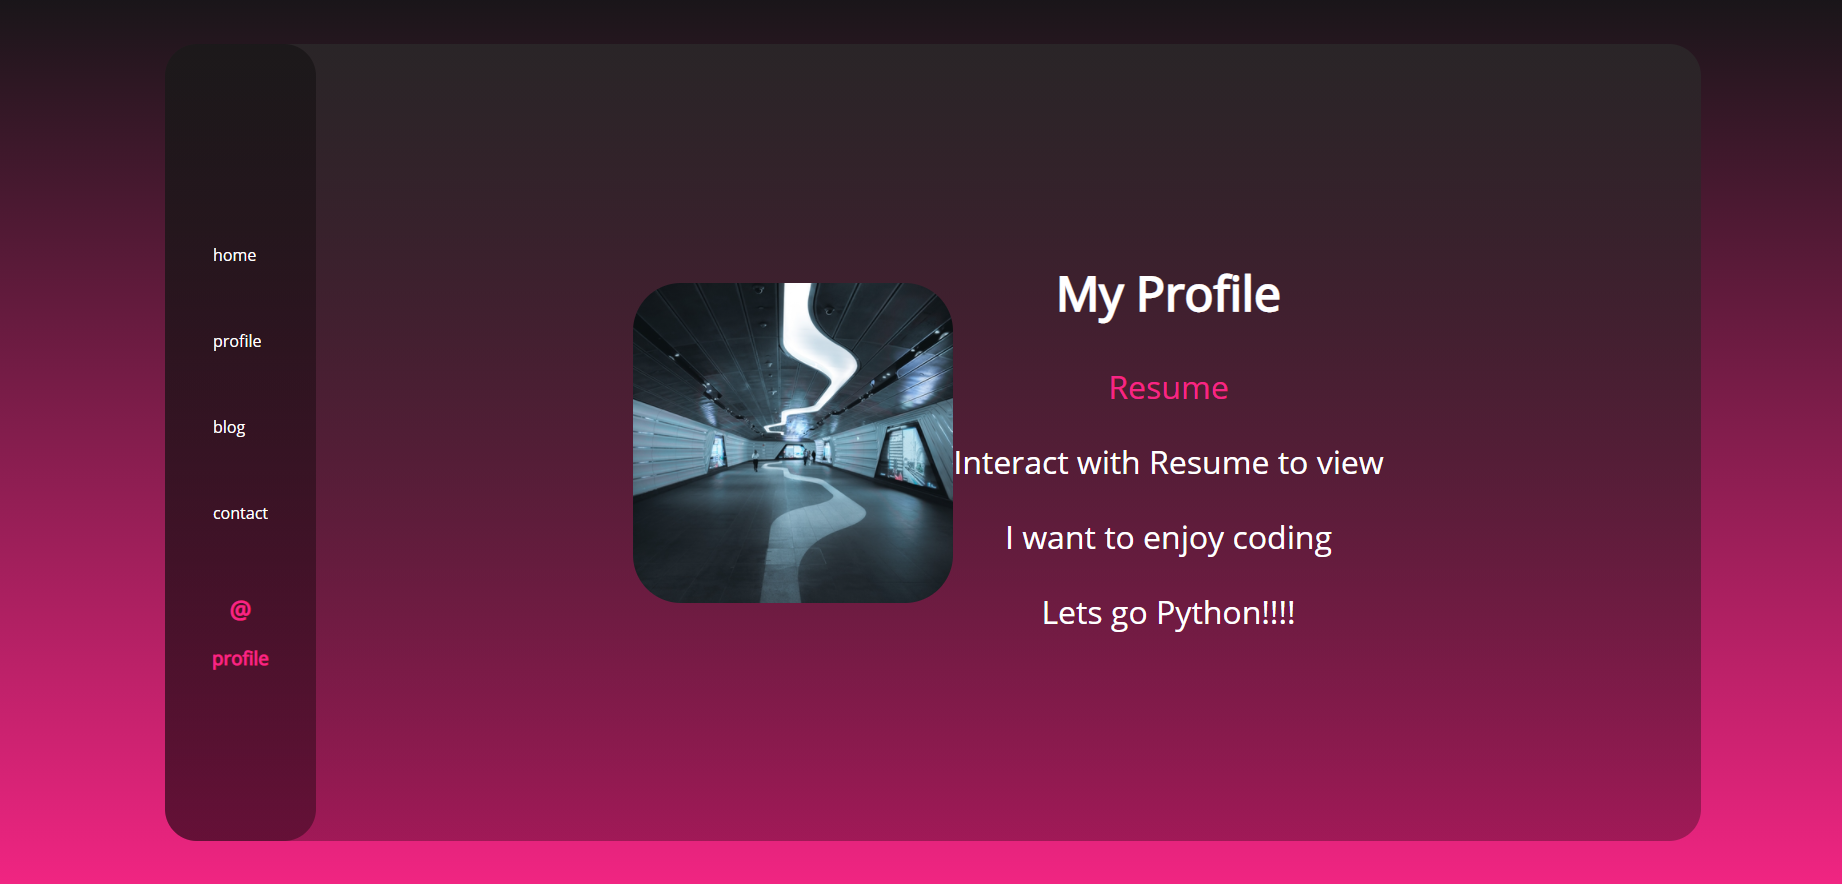 home
profile
blog
contact
@
profile
My Profile
Resume
Interact with Resume to view
I want to enjoy coding
Lets go Python!!!!